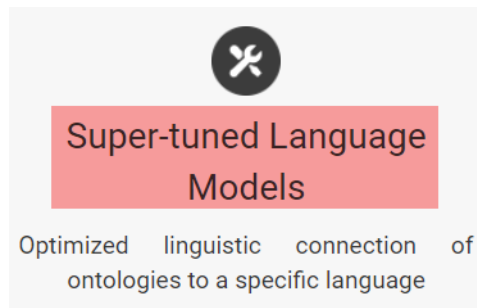 Super-tuned Language
Models
Optimized linguistic connection of
ontologies to a specific language